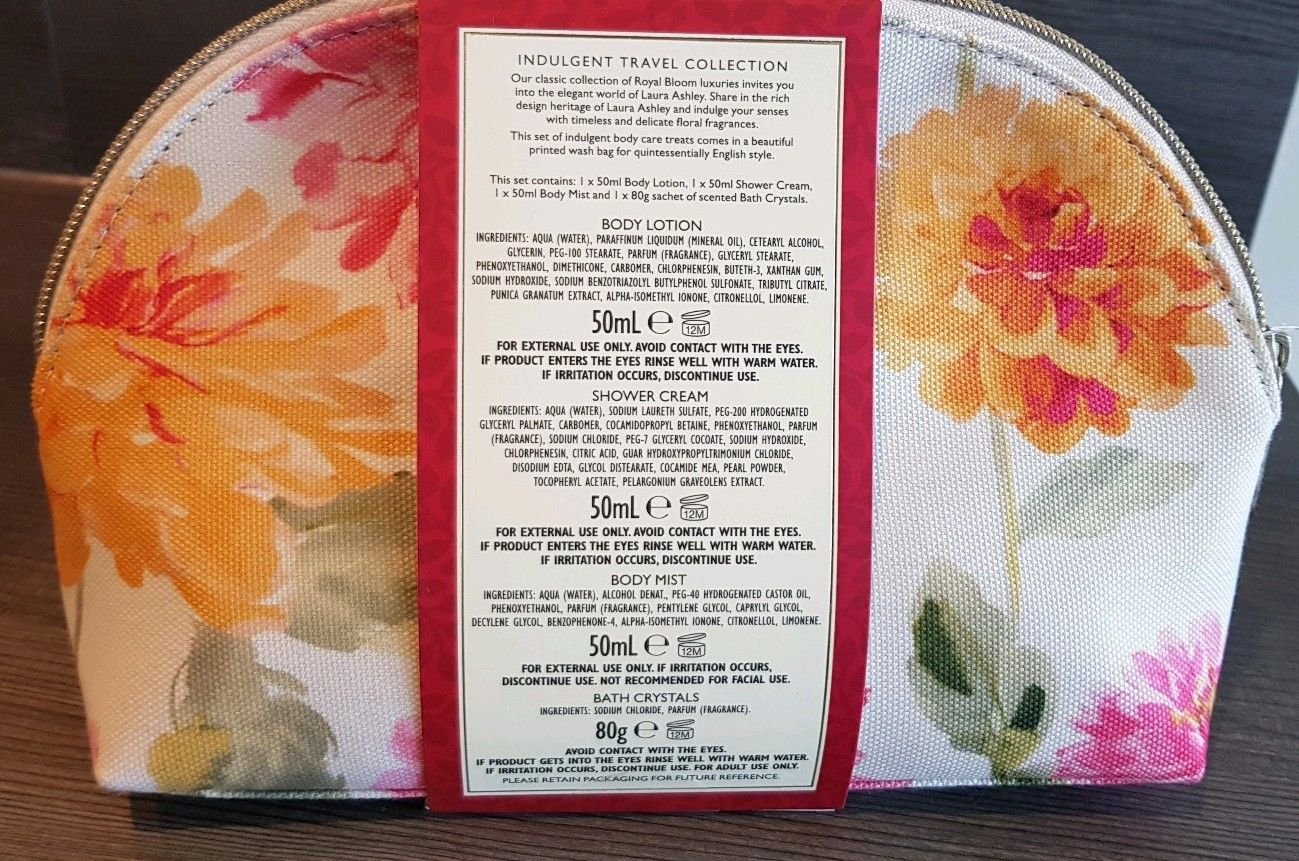 INDULGENT TRAVEL COLLECTION
Our classic collection of Royal Bloom luxuries invites you
into the elegant world of Laura Ashley. Share in the rich
design heritage of Laura Ashley and indulge your senses
with timeless and delicate floral fragrances.
This set of indulgent body care treats comes in a beautiful
printed wash bag for quintessentially English style.
This set contains: 1 x 50ml Body Lotion, 1 x 50ml Shower Cream,
1 x 50ml Body Mist and 1 x 80g sachet of scented Bath Crystals.
BODY LOTION
INGREDIENTS: AQUA (WATER), PARAFFINUM LIQUIDUM (MINERAL OIL), CETEARYL ALCOHOL,
GLYCERIN, PEG-100 STEARATE, PARFUM (FRAGRANCE), GLYCERYL STEARATE,
PHENOXYETHANOL, DIMETHICONE, CARBOMER, CHLORPHENESIN, BUTETH-3, XANTHAN GUM,
SODIUM HYDROXIDE, SODIUM BENZOTRIAZOLYL BUTYLPHENOL SULFONATE, TRIBUTYL CITRATE,
PUNICA GRANATUM EXTRACT, ALPHA-ISOMETHYL IONONE, CITRONELLOL, LIMONENE.
50mL ℮ 12M
FOR EXTERNAL USE ONLY. AVOID CONTACT WITH THE EYES.
IF PRODUCT ENTERS THE EYES RINSE WELL WITH WARM WATER.
IF IRRITATION OCCURS, DISCONTINUE USE.
SHOWER CREAM
INGREDIENTS: AQUA (WATER), SODIUM LAURETH SULFATE, PEG-200 HYDROGENATED
GLYCERYL PALMATE, CARBOMER, COCAMIDOPROPYL BETAINE, PHENOXYETHANOL, PARFUM
(FRAGRANCE), SODIUM CHLORIDE, PEG-7 GLYCERYL COCOATE, SODIUM HYDROXIDE,
CHLORPHENESIN, CITRIC ACID, GUAR HYDROXYPROPYLTRIMONIUM CHLORIDE,
DISODIUM EDTA, GLYCOL DISTEARATE, COCAMIDE MEA, PEARL POWDER,
TOCOPHERYL ACETATE, PELARGONIUM GRAVEOLENS EXTRACT.
50mL ℮ 12M
FOR EXTERNAL USE ONLY. AVOID CONTACT WITH THE EYES.
IF PRODUCT ENTERS THE EYES RINSE WELL WITH WARM WATER.
IF IRRITATION OCCURS, DISCONTINUE USE.
BODY MIST
INGREDIENTS: AQUA (WATER), ALCOHOL DENAT., PEG-40 HYDROGENATED CASTOR OIL,
PHENOXYETHANOL, PARFUM (FRAGRANCE), PENTYLENE GLYCOL, CAPRYLYL GLYCOL,
DECYLENE GLYCOL, BENZOPHENONE-4, ALPHA-ISOMETHYL IONONE, CITRONELLOL, LIMONENE.
50mL ℮ 12M
FOR EXTERNAL USE ONLY. IF IRRITATION OCCURS,
DISCONTINUE USE. NOT RECOMMENDED FOR FACIAL USE.
BATH CRYSTALS
INGREDIENTS: SODIUM CHLORIDE, PARFUM (FRAGRANCE).
80g ℮ 12M
AVOID CONTACT WITH THE EYES.
IF PRODUCT GETS INTO THE EYES RINSE WELL WITH WARM WATER.
IF IRRITATION OCCURS, DISCONTINUE USE. FOR ADULT USE ONLY.
PLEASE RETAIN PACKAGING FOR FUTURE REFERENCE.